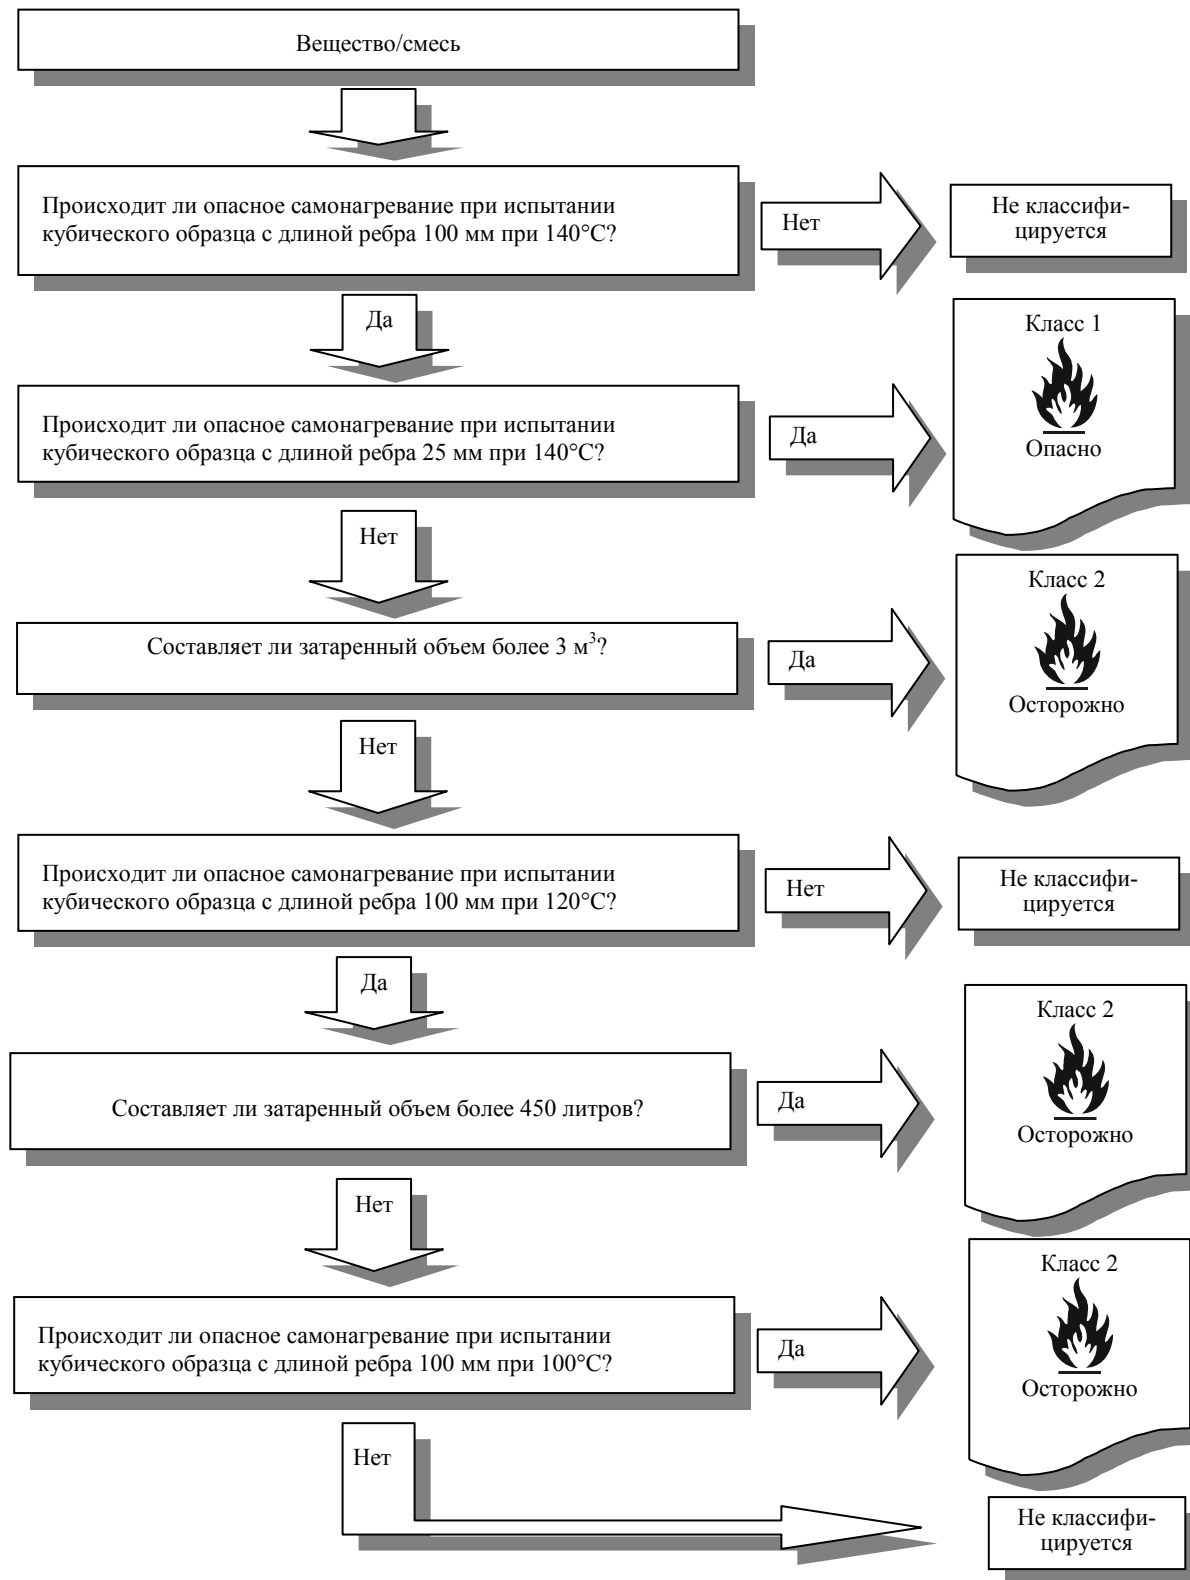 Вещество/смесь
Происходит ли опасное самонагревание при испытании
кубического образца с длиной ребра 100 мм при 140°C?
Нет
Не классифи-
цируется
Да
Происходит ли опасное самонагревание при испытании
кубического образца с длиной ребра 25 мм при 140°C?
Да
Класс 1
Опасно
Нет
Составляет ли затаренный объем более 3 м³?
Да
Класс 2
Осторожно
Нет
Происходит ли опасное самонагревание при испытании
кубического образца с длиной ребра 100 мм при 120°C?
Нет
Не классифи-
цируется
Да
Составляет ли затаренный объем более 450 литров?
Да
Класс 2
Осторожно
Нет
Происходит ли опасное самонагревание при испытании
кубического образца с длиной ребра 100 мм при 100°C?
Да
Класс 2
Осторожно
Нет
Не классифи-
цируется